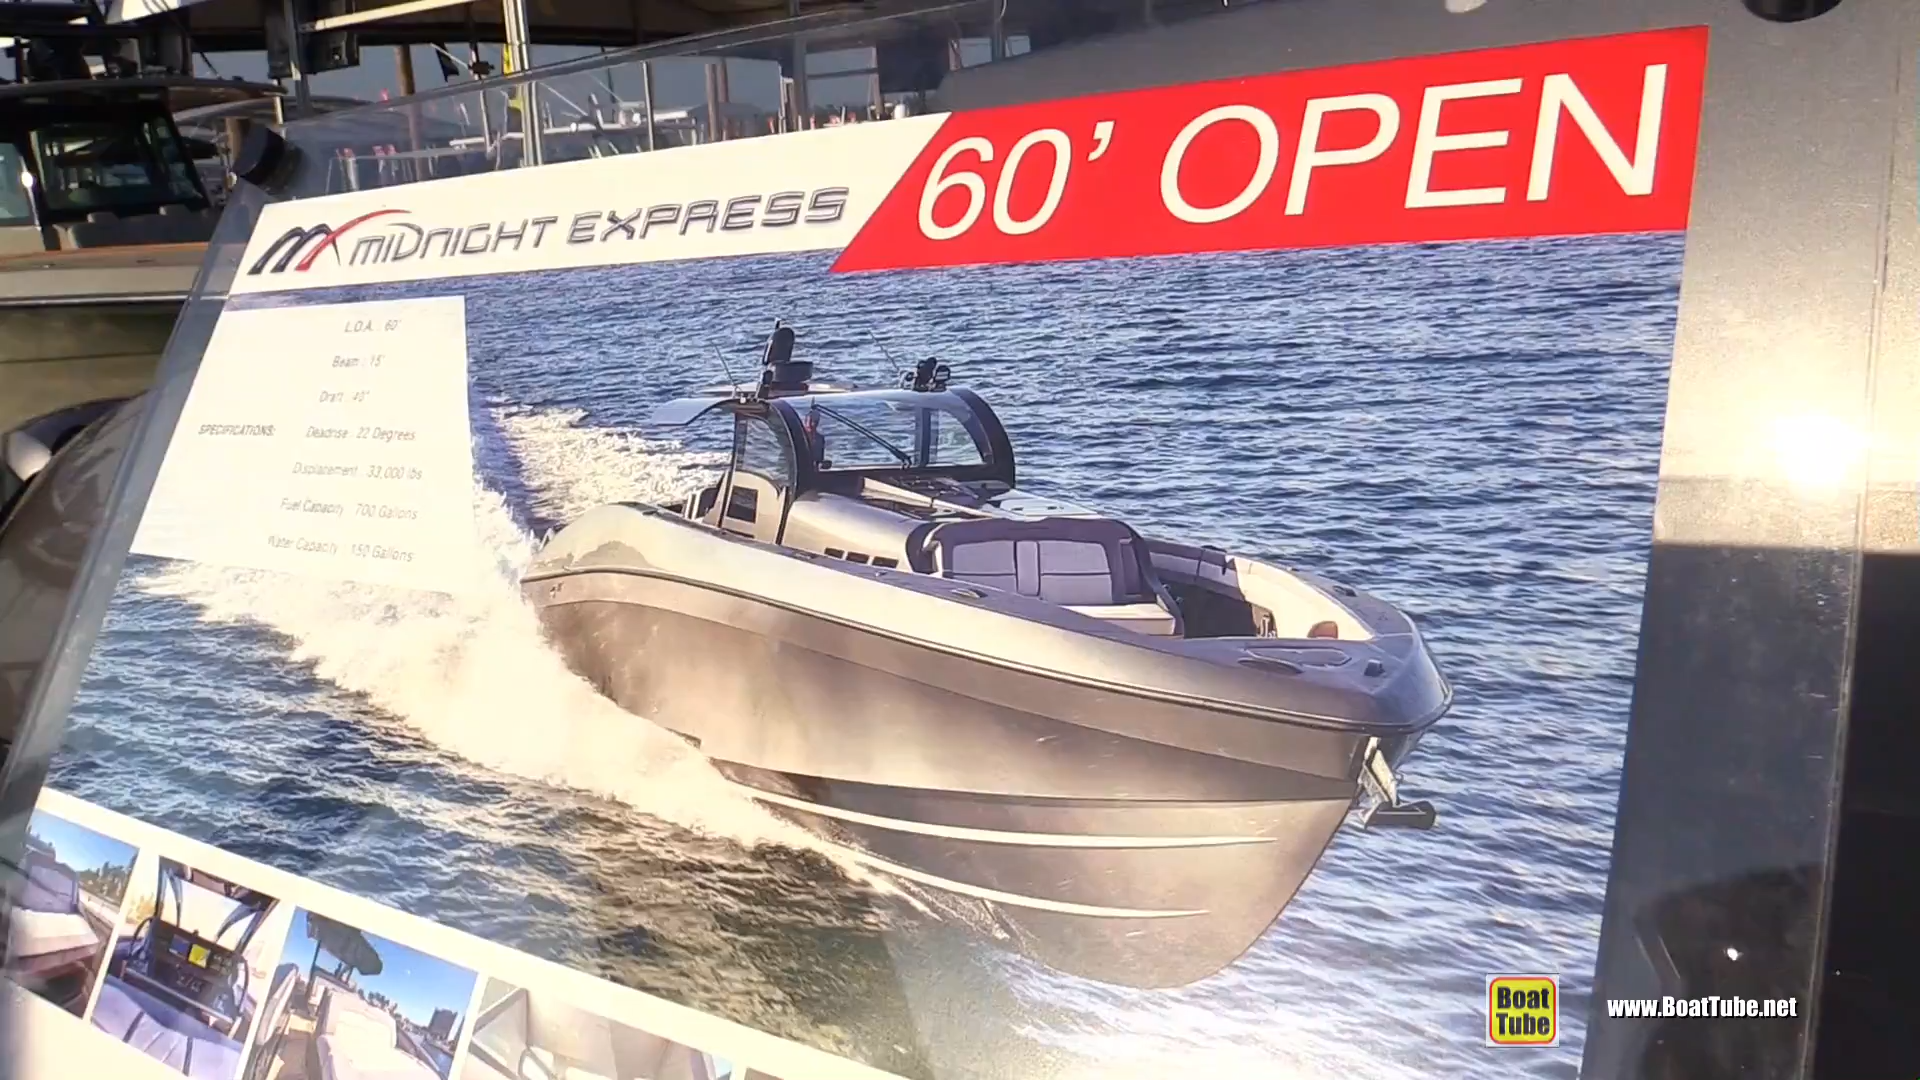 MIDNIGHT EXPRESS
60’ OPEN
L.O.A. : 60'
Beam : 15'
Draft : 40"
SPECIFICATIONS: Deadrise : 22 Degrees
Displacement : 33,000 lbs
Fuel Capacity : 700 Gallons
Water Capacity : 150 Gallons
Boat
Tube
www.BoatTube.net